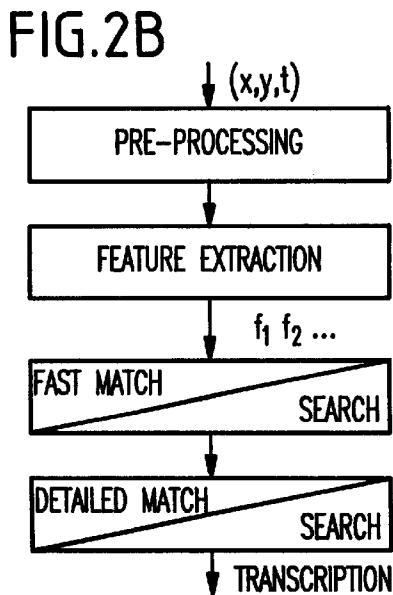 FIG.2B
(x,y,t)
PRE-PROCESSING
FEATURE EXTRACTION
f1 f2 ...
FAST MATCH
SEARCH
DETAILED MATCH
SEARCH
TRANSCRIPTION